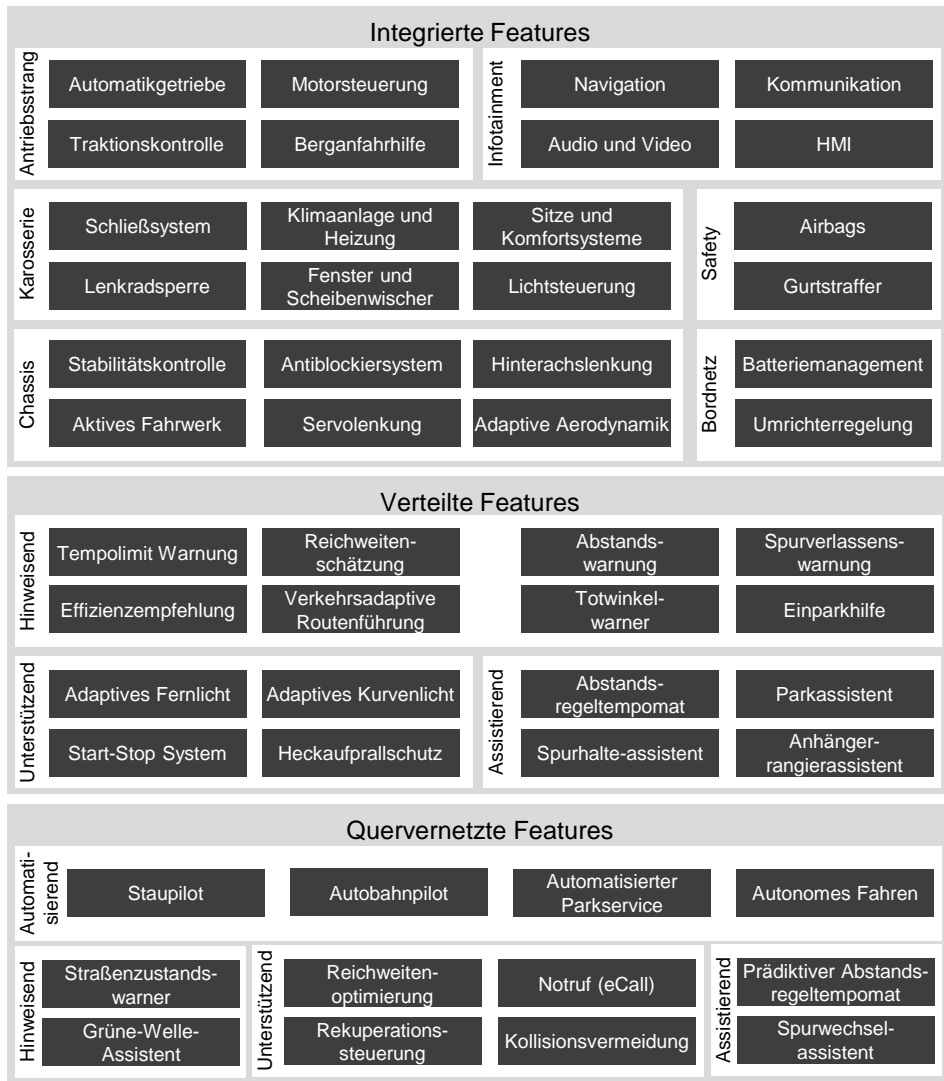 Integrierte Features
Antriebsstrang
Automatikgetriebe
Motorsteuerung
Traktionskontrolle
Berganfahrhilfe
Infotainment
Navigation
Kommunikation
Audio und Video
HMI
Karosserie
Schließsystem
Klimaanlage und
Heizung
Sitze und
Komfortsysteme
Lenkradsperre
Fenster und
Scheibenwischer
Lichtsteuerung
Safety
Airbags
Gurtstraffer
Chassis
Stabilitätskontrolle
Antiblockiersystem
Hinterachslenkung
Aktives Fahrwerk
Servolenkung
Adaptive Aerodynamik
Bordnetz
Batteriemanagement
Umrichterregelung
Verteilte Features
Hinweisend
Tempolimit Warnung
Reichweiten-
schätzung
Abstands-
warnung
Spurverlassens-
warnung
Effizienzempfehlung
Verkehrsadaptive
Routenführung
Totwinkel-
warner
Einparkhilfe
Unterstützend
Adaptives Fernlicht
Adaptives Kurvenlicht
Start-Stop System
Heckaufprallschutz
Assistierend
Abstands-
regeltempomat
Parkassistent
Spurhalte-assistent
Anhänger-
rangierassistent
Quervernetzte Features
Automati-
sierend
Staupilot
Autobahnpilot
Automatisierter
Parkservice
Autonomes Fahren
Hinweisend
Straßenzustands-
warner
Grüne-Welle-
Assistent
Unterstützend
Reichweiten-
optimierung
Notruf (eCall)
Rekuperations-
steuerung
Kollisionsvermeidung
Assistierend
Prädiktiver Abstands-
regeltempomat
Spurwechsel-
assistent